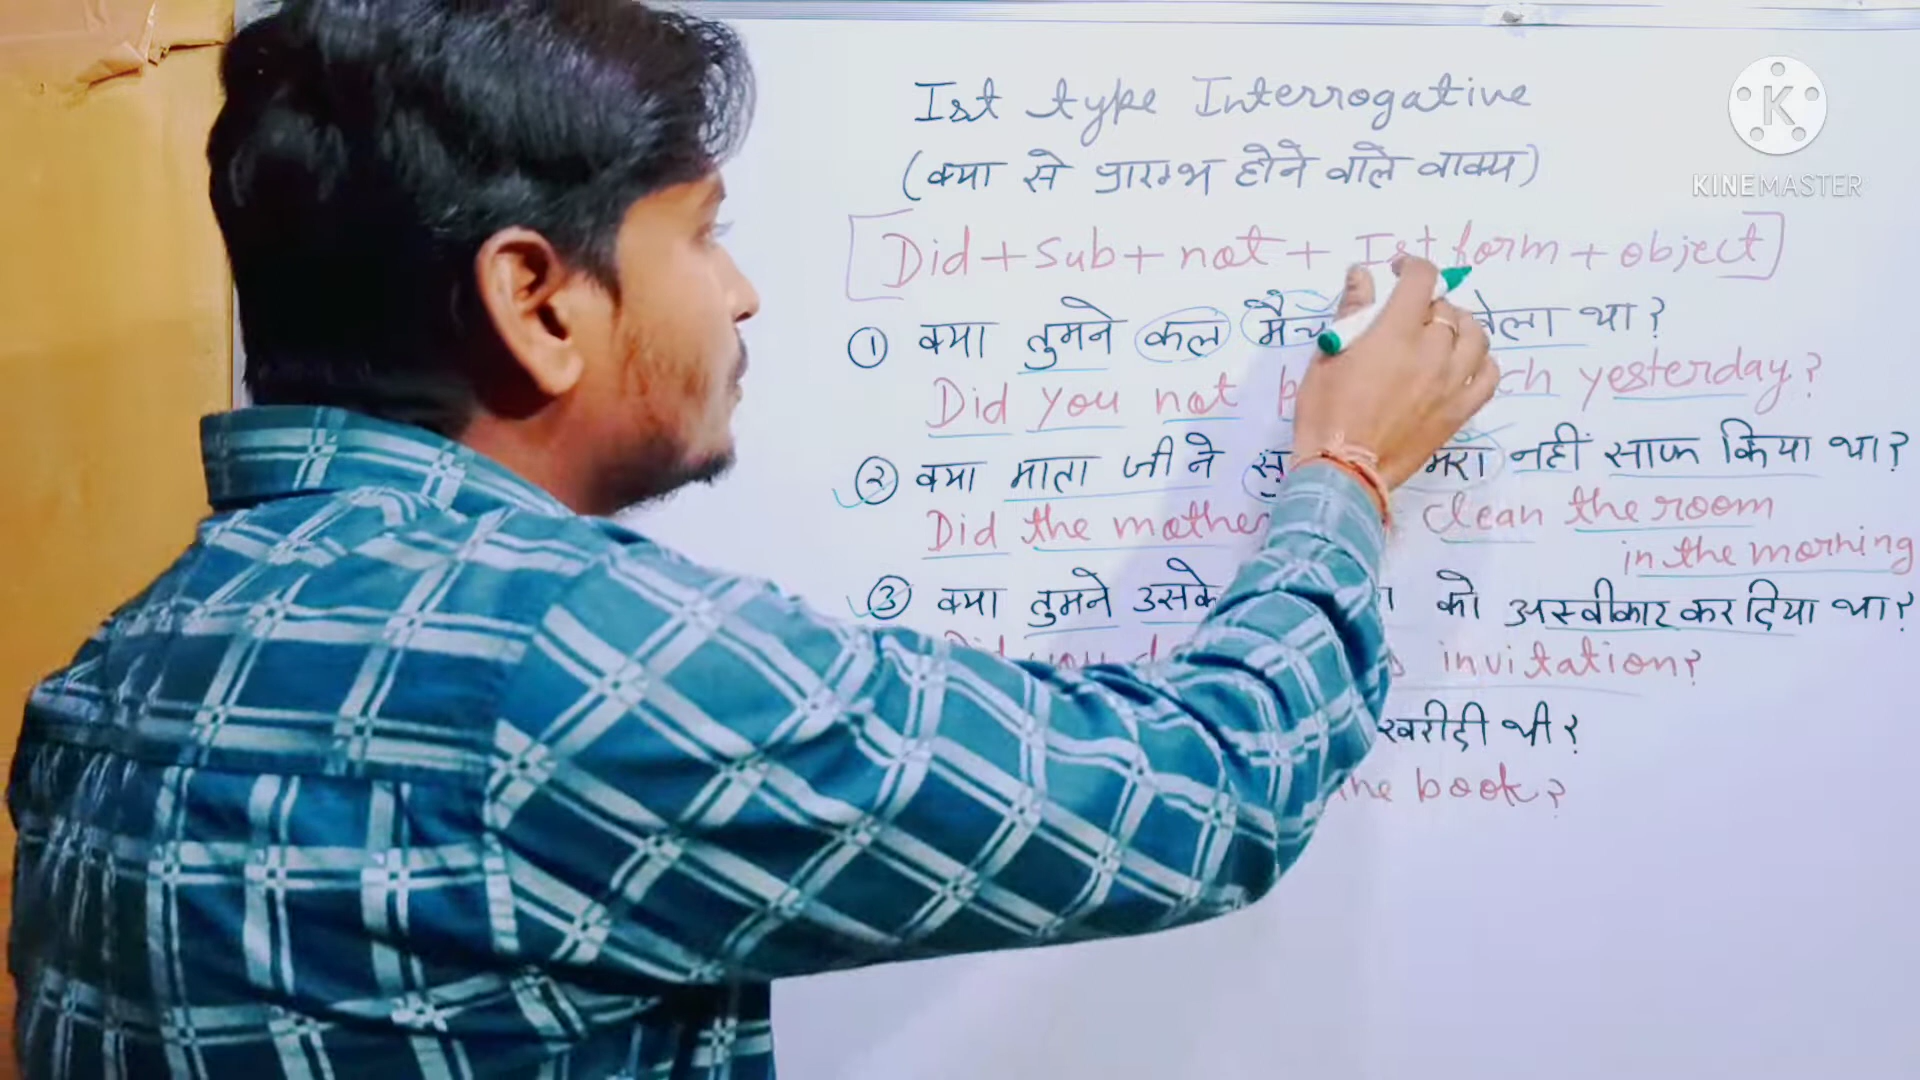 Ist type Interrogative
(क्या से प्रारम्भ होने वाले वाक्य)
[Did + Sub + not + Ist form + object]
① क्या तुमने कल मैच खेला था?
Did you not yesterday?
② क्या माता जी ने नहीं साफ किया था?
Did the mother clean the room
in the morning
③ क्या तुमने उसके को अस्वीकार कर दिया था?
invitation?
खरीदी थी?
the book?
KINEMASTER